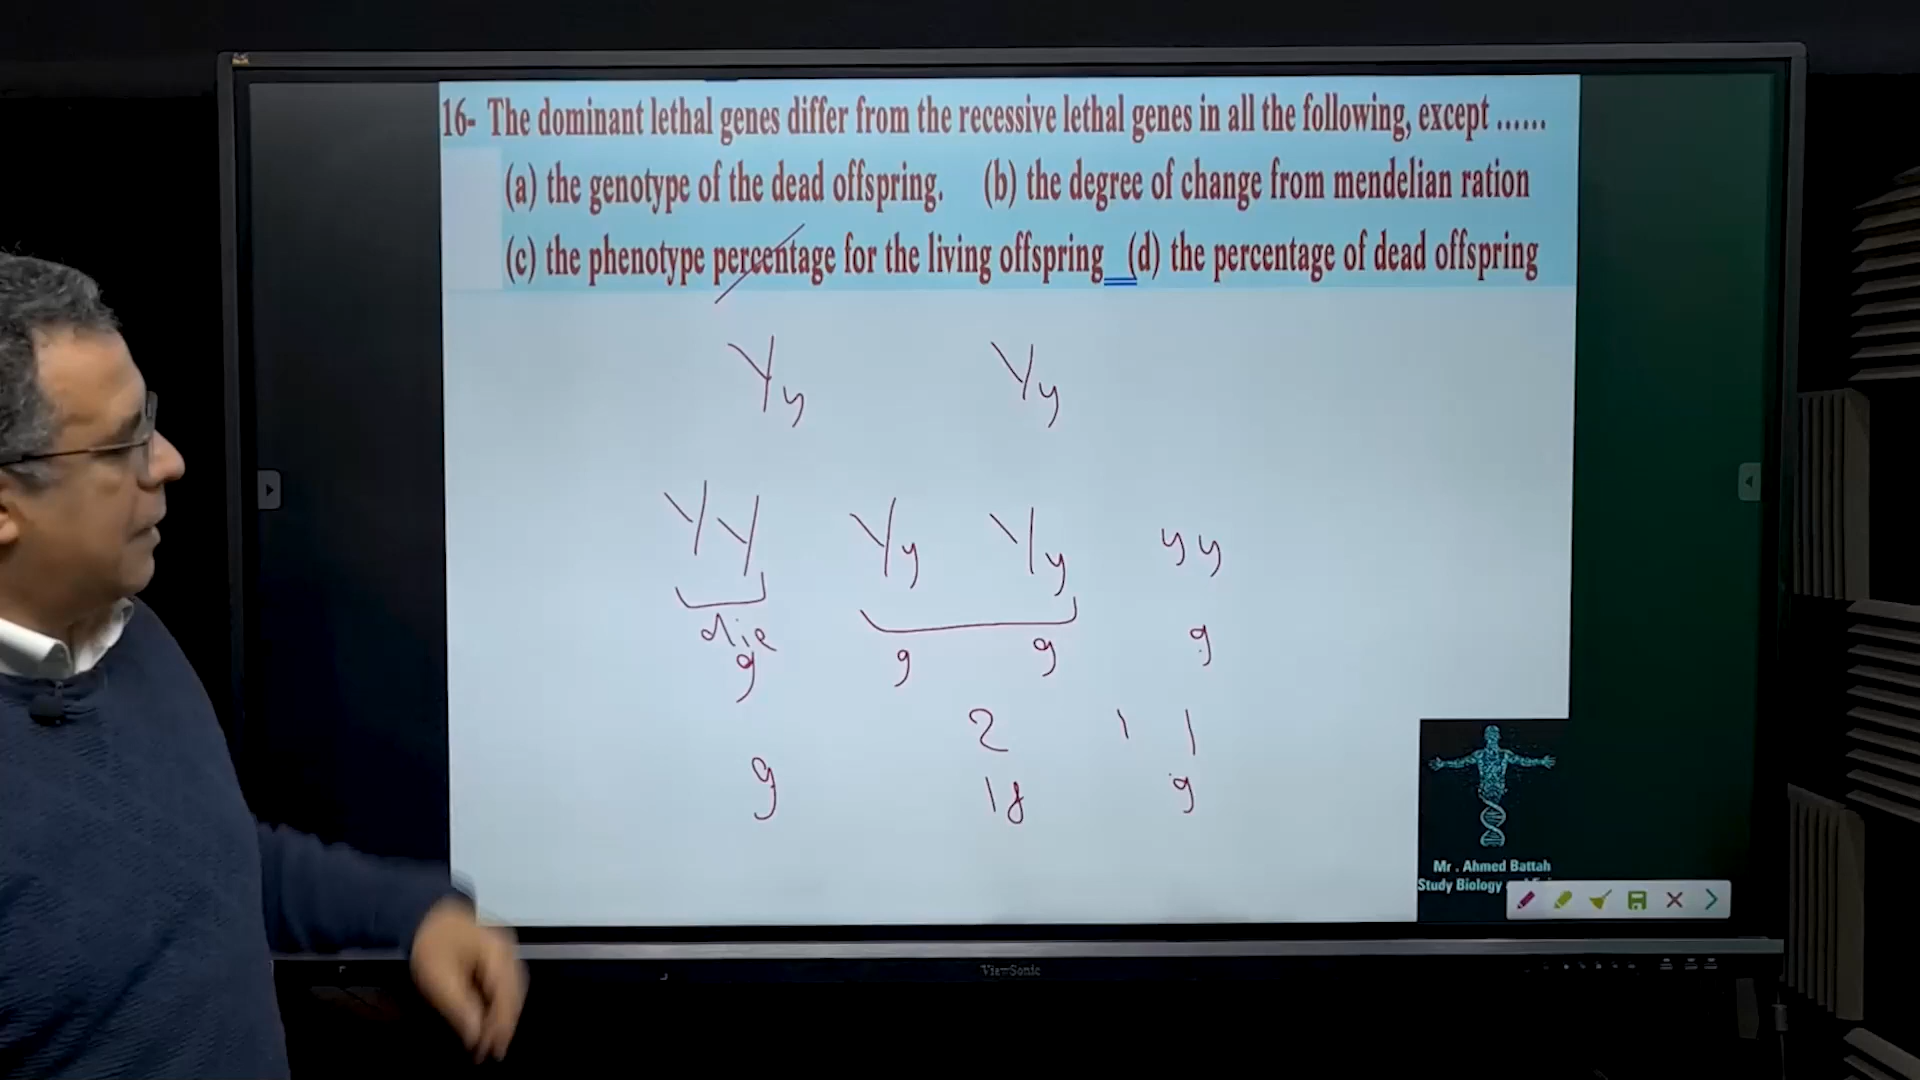 16- The dominant lethal genes differ from the recessive lethal genes in all the following, except ......
(a) the genotype of the dead offspring. (b) the degree of change from mendelian ration
(c) the phenotype percentage for the living offspring (d) the percentage of dead offspring
Yy Yy
YY Yy Yy yy
die
g g g g
2 1 1
g g
Mr . Ahmed Battah
Study Biology
ViewSonic